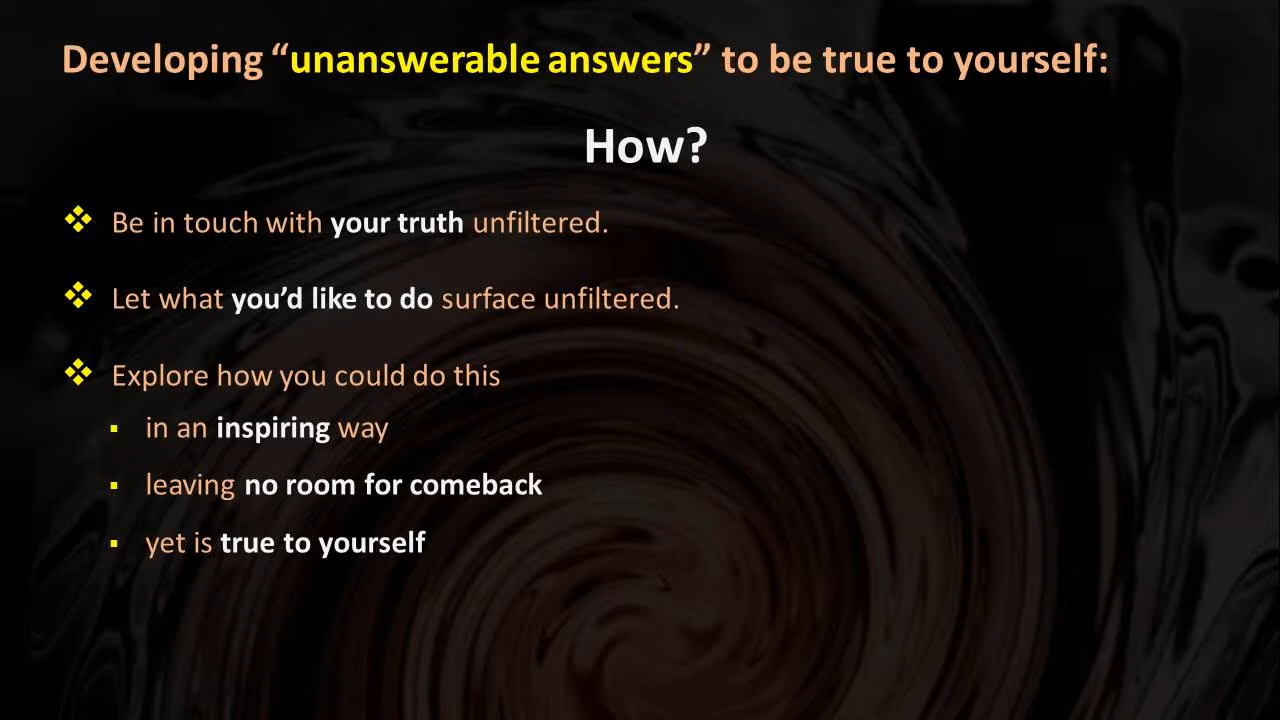 Developing “unanswerable answers” to be true to yourself:
How?
❖ Be in touch with your truth unfiltered.
❖ Let what you’d like to do surface unfiltered.
❖ Explore how you could do this
▪ in an inspiring way
▪ leaving no room for comeback
▪ yet is true to yourself